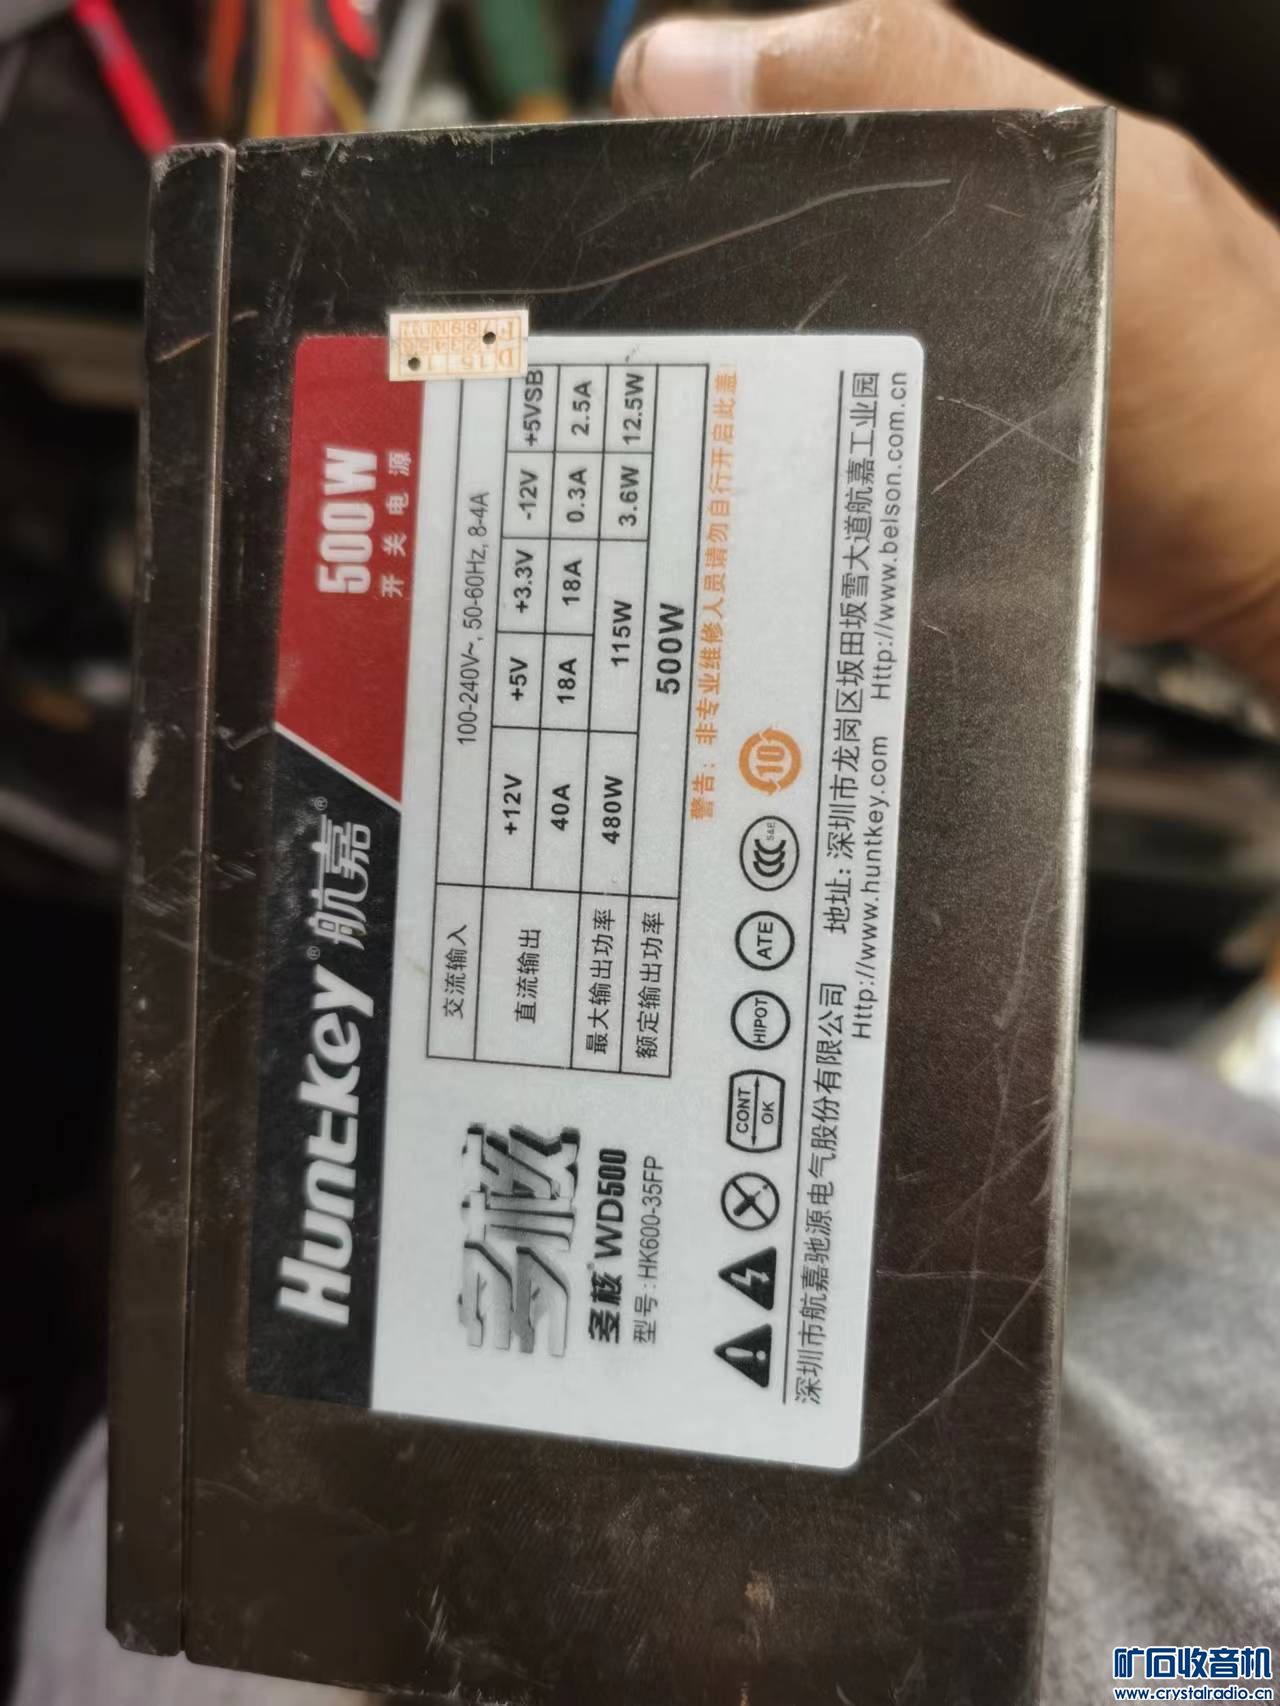 Huntkey® 航嘉®
500W
开关电源
多核
多核® WD500
型号:HK600-35FP
交流输入 100-240V~, 50-60Hz, 8-4A
直流输出 +12V +5V +3.3V -12V +5VSB
40A 18A 18A 0.3A 2.5A
最大输出功率 480W 115W 3.6W 12.5W
额定输出功率 500W
警告：非专业维修人员请勿自行开启此盖
CONT OK HIPOT ATE CCC S&E 10
深圳市航嘉驰源电气股份有限公司 地址：深圳市龙岗区坂田坂雪大道航嘉工业园
Http://www.huntkey.com Http://www.belson.com.cn
矿石收音机
www.crystalradio.cn